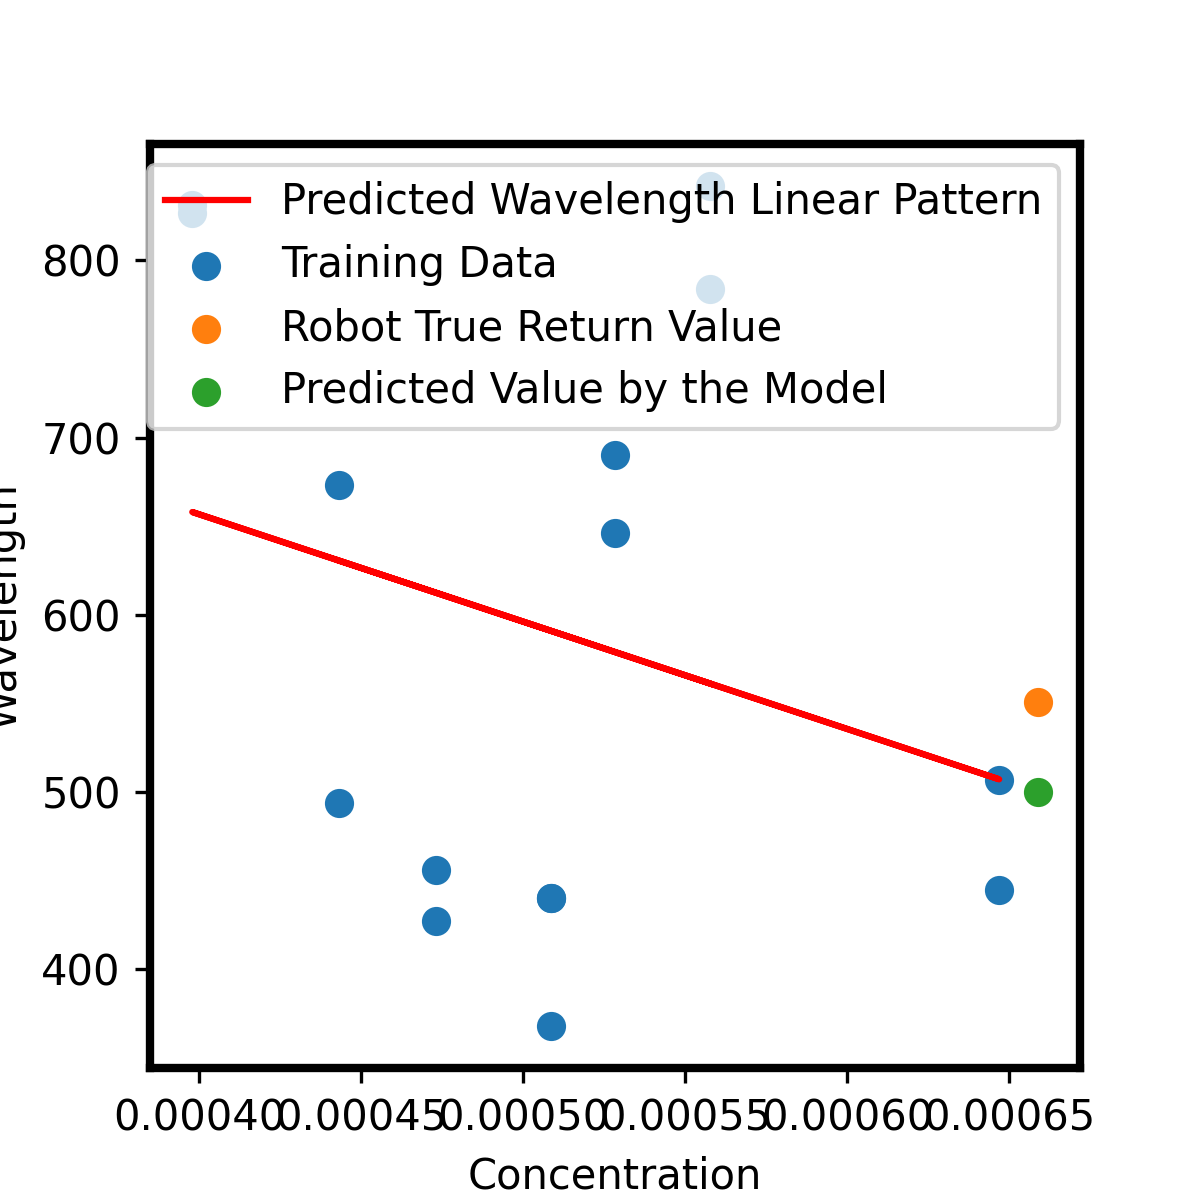 Predicted Wavelength Linear Pattern
Training Data
Robot True Return Value
Predicted Value by the Model
800
700
600
500
400
Wavelength
0.00040 0.00045 0.00050 0.00055 0.00060 0.00065
Concentration